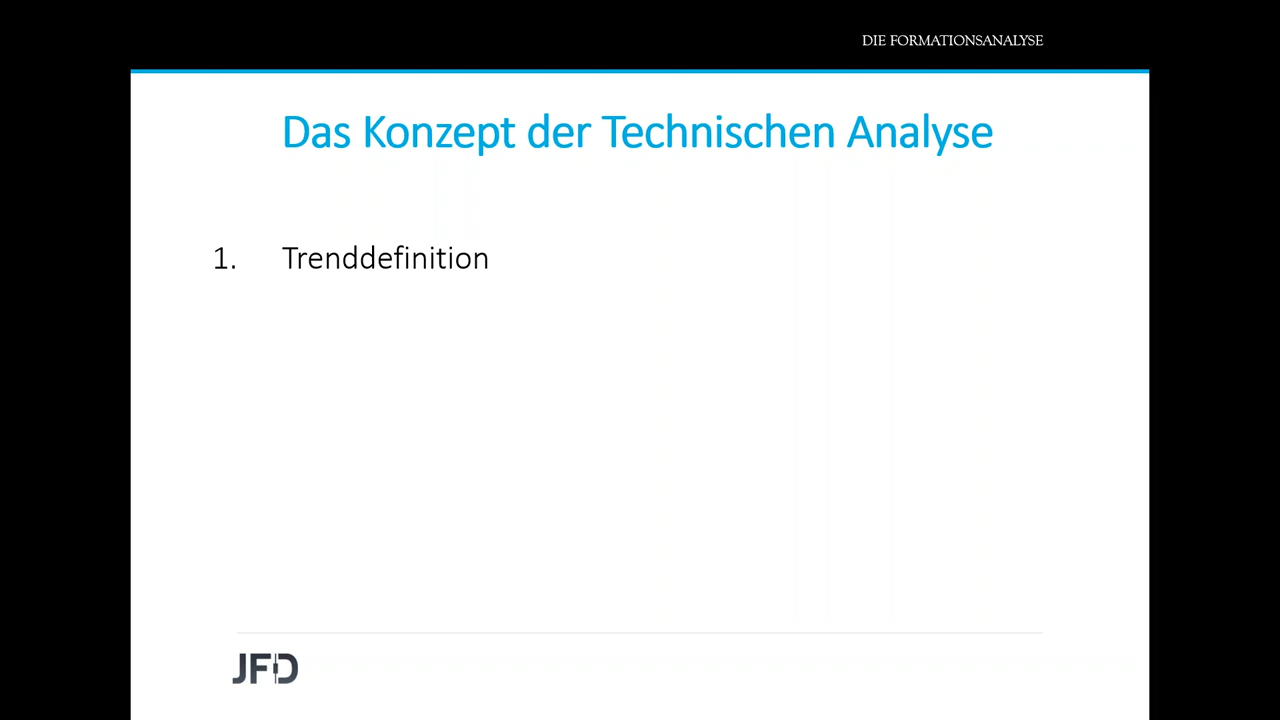 DIE FORMATIONSANALYSE
Das Konzept der Technischen Analyse
1. Trenddefinition
JFD